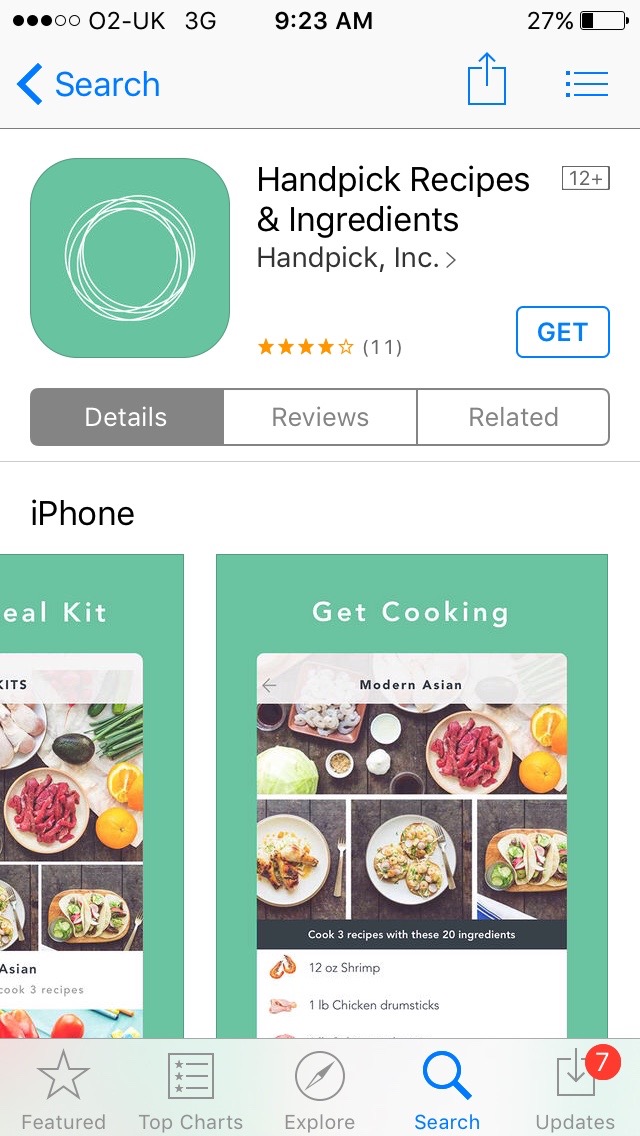 O2-UK 3G 9:23 AM 27%
Search
Handpick Recipes 12+
& Ingredients
Handpick, Inc.
(11) GET
Details Reviews Related
iPhone
eal Kit Get Cooking
KITS Modern Asian
Cook 3 recipes with these 20 ingredients
Asian 12 oz Shrimp
cook 3 recipes
1 lb Chicken drumsticks
Featured Top Charts Explore Search Updates
7